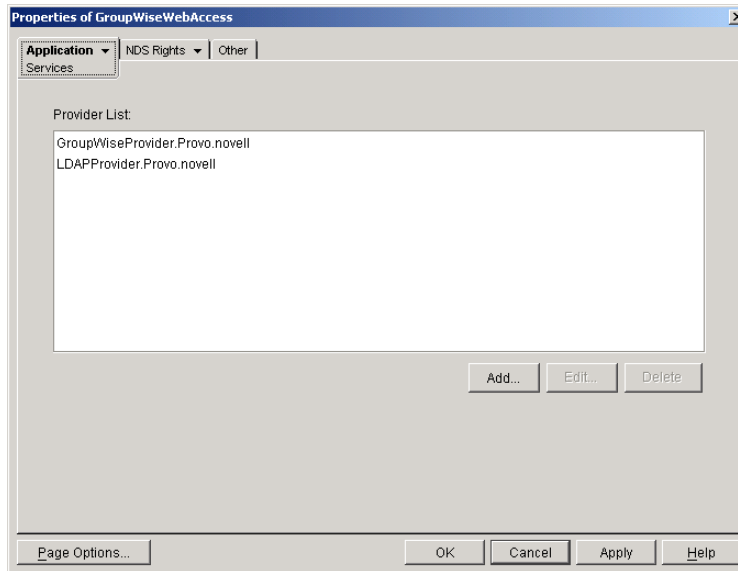 Properties of GroupWiseWebAccess
Application NDS Rights Other
Services
Provider List:
GroupWiseProvider.Provo.novell
LDAPProvider.Provo.novell
Add... Edit... Delete
Page Options... OK Cancel Apply Help